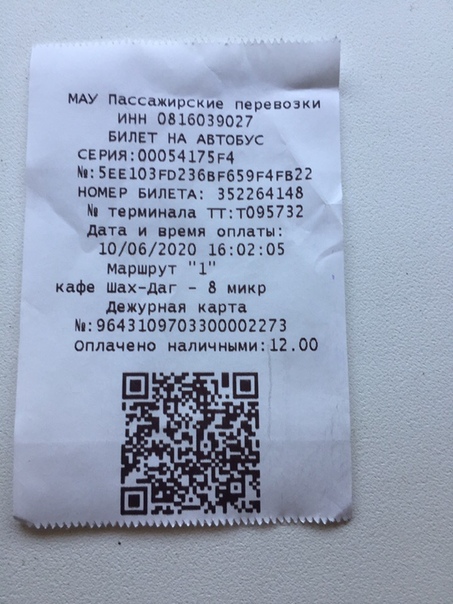 МАУ Пассажирские перевозки
ИНН 0816039027
БИЛЕТ НА АВТОБУС
СЕРИЯ:00054175F4
№:5EE103FD236BF659F4FB22
НОМЕР БИЛЕТА: 352264148
№ терминала TT:T095732
Дата и время оплаты:
10/06/2020 16:02:05
Маршрут "1"
кафе Шах-Даг - 8 микр
Дежурная карта
№:9643109703300002273
Оплачено наличными:12.00